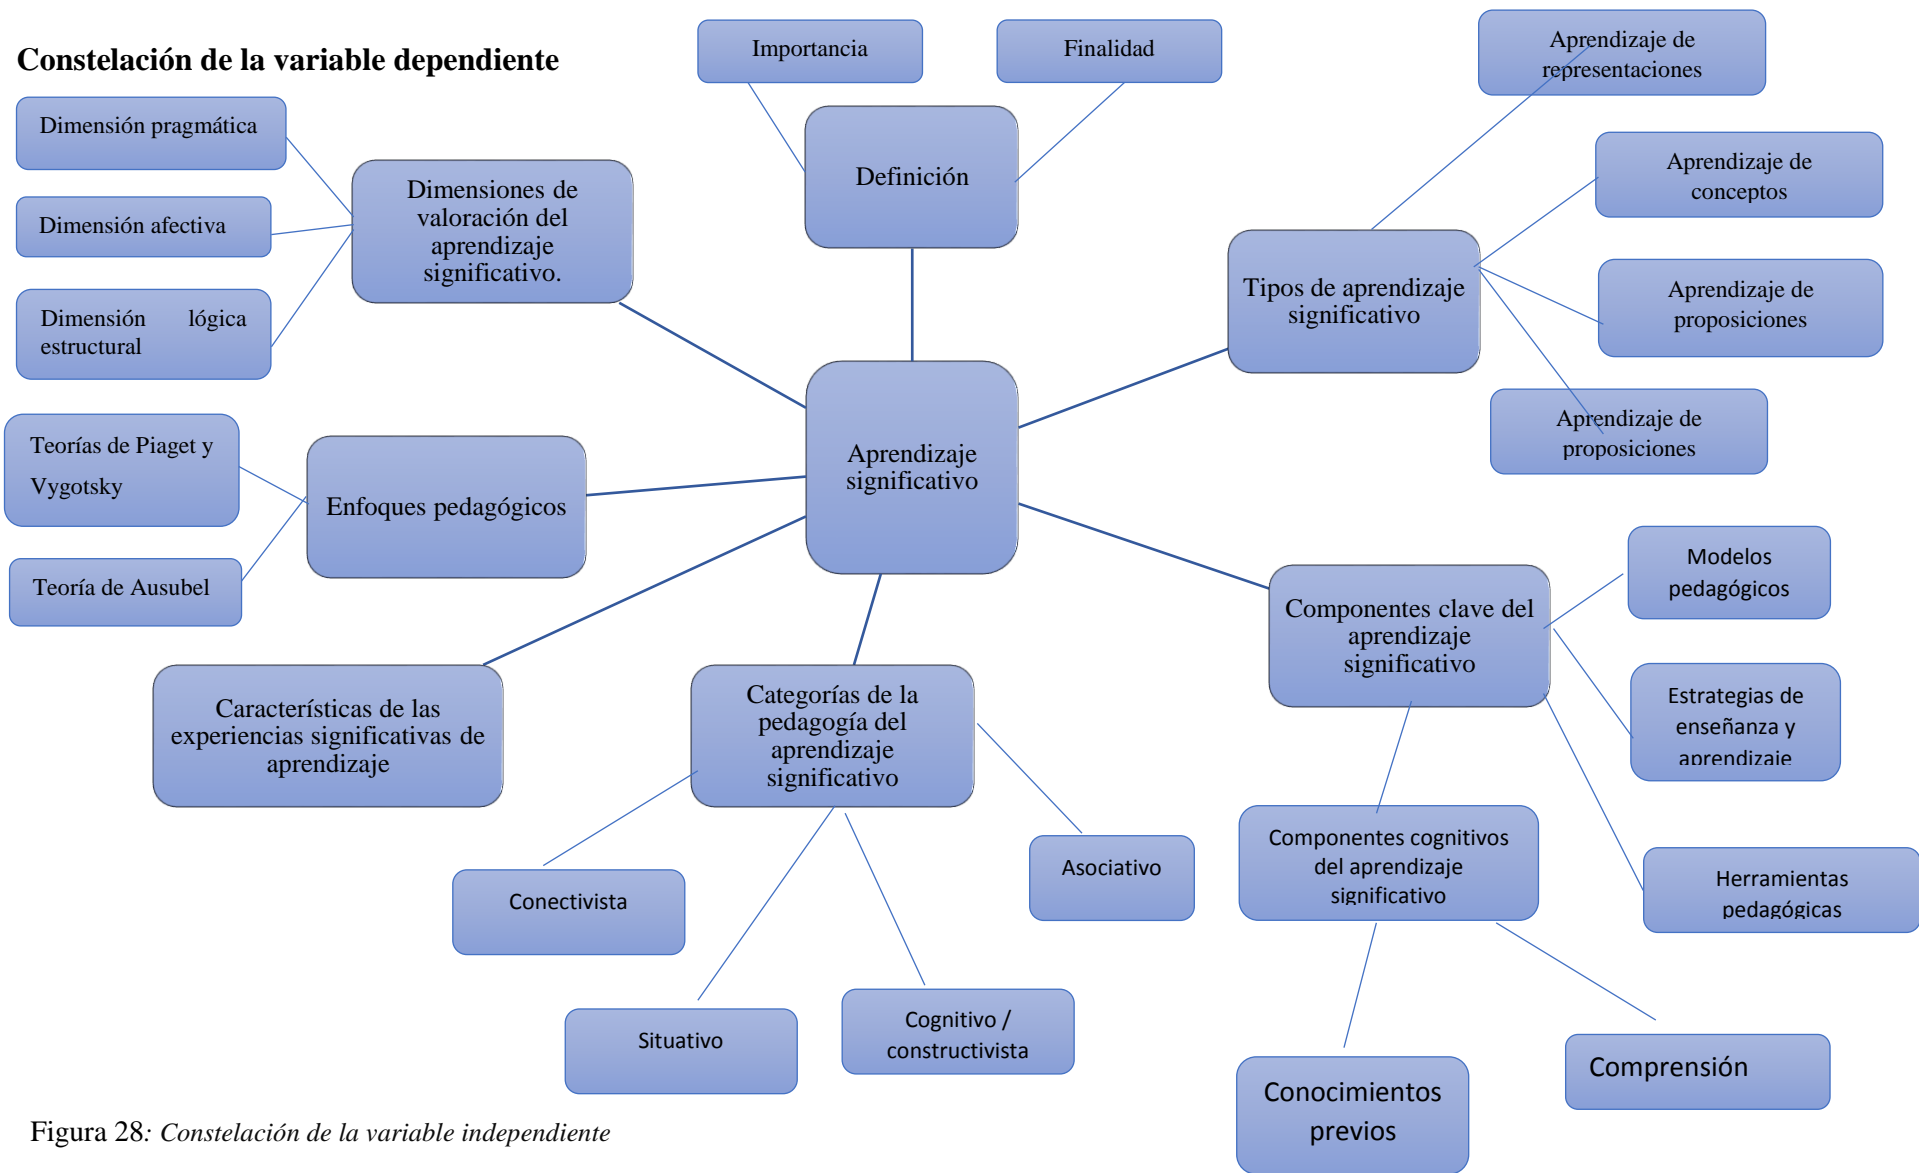 Constelación de la variable dependiente
Importancia
Finalidad
Aprendizaje de
representaciones
Dimensión pragmática
Dimensión afectiva
Dimensión lógica
estructural
Dimensiones de
valoración del
aprendizaje
significativo.
Definición
Tipos de aprendizaje
significativo
Aprendizaje de
conceptos
Aprendizaje de
proposiciones
Aprendizaje de
proposiciones
Teorías de Piaget y
Vygotsky
Teoría de Ausubel
Enfoques pedagógicos
Aprendizaje
significativo
Componentes clave del
aprendizaje
significativo
Modelos
pedagógicos
Estrategias de
enseñanza y
aprendizaje
Herramientas
pedagógicas
Características de las
experiencias significativas de
aprendizaje
Categorías de la
pedagogía del
aprendizaje
significativo
Conectivista
Situativo
Cognitivo /
constructivista
Asociativo
Componentes cognitivos
del aprendizaje
significativo
Conocimientos
previos
Comprensión
Figura 28: Constelación de la variable independiente